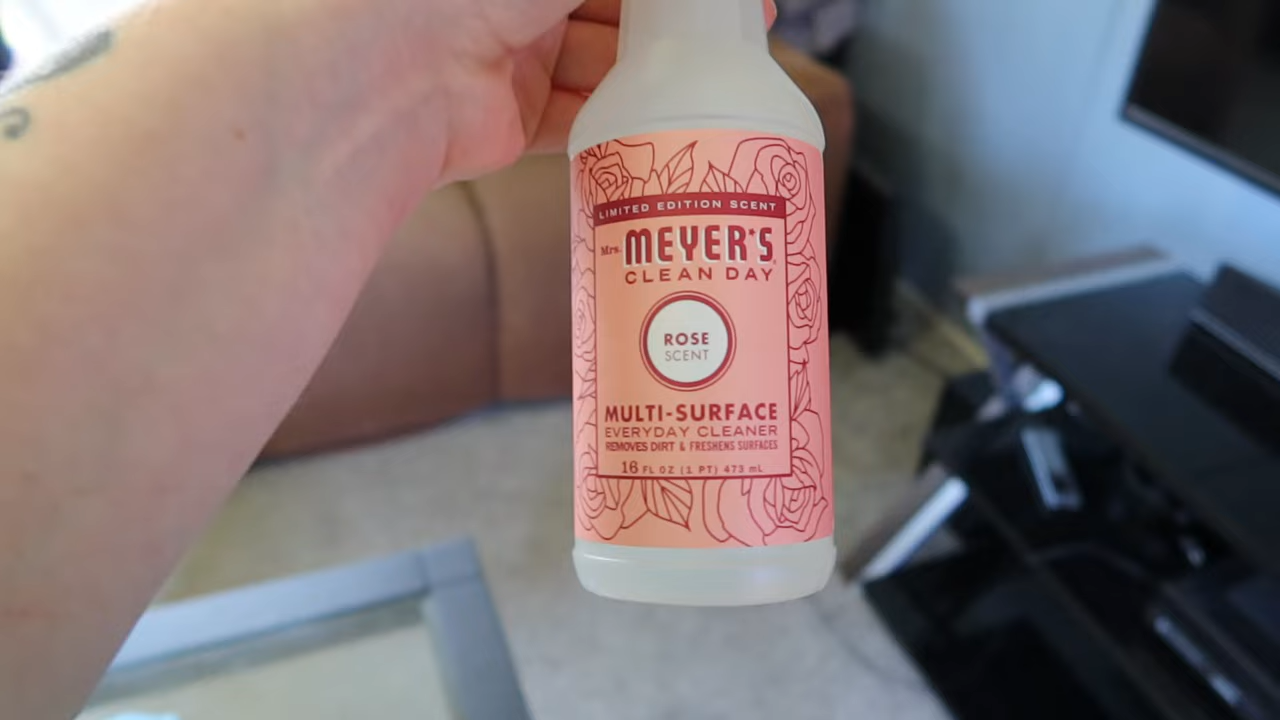 LIMITED EDITION SCENT
Mrs. MEYER'S
CLEAN DAY
ROSE
SCENT
MULTI-SURFACE
EVERYDAY CLEANER
REMOVES DIRT & FRESHENS SURFACES
16 FL OZ (1 PT) 473 mL